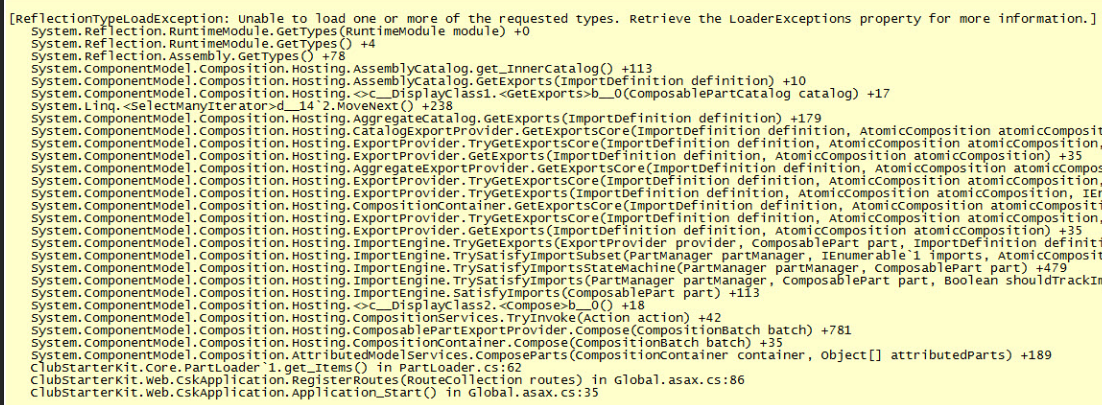 [ReflectionTypeLoadException: Unable to load one or more of the requested types. Retrieve the LoaderExceptions property for more information.]
System.Reflection.RuntimeModule.GetTypes(RuntimeModule module) +0
System.Reflection.RuntimeModule.GetTypes() +4
System.Reflection.Assembly.GetTypes() +78
System.ComponentModel.Composition.Hosting.AssemblyCatalog.get_InnerCatalog() +113
System.ComponentModel.Composition.Hosting.AssemblyCatalog.GetExports(ImportDefinition definition) +10
System.ComponentModel.Composition.Hosting.<>c__DisplayClass1.<GetExports>b__0(ComposablePartCatalog catalog) +17
System.Linq.<SelectManyIterator>d__14`2.MoveNext() +238
System.ComponentModel.Composition.Hosting.AggregateCatalog.GetExports(ImportDefinition definition) +179
System.ComponentModel.Composition.Hosting.CatalogExportProvider.GetExportsCore(ImportDefinition definition, AtomicComposition atomicComposit
System.ComponentModel.Composition.Hosting.ExportProvider.TryGetExportsCore(ImportDefinition definition, AtomicComposition atomicComposition,
System.ComponentModel.Composition.Hosting.ExportProvider.GetExports(ImportDefinition definition, AtomicComposition atomicComposition) +35
System.ComponentModel.Composition.Hosting.AggregateExportProvider.GetExportsCore(ImportDefinition definition, AtomicComposition atomicCompos
System.ComponentModel.Composition.Hosting.ExportProvider.TryGetExportsCore(ImportDefinition definition, AtomicComposition atomicComposition,
System.ComponentModel.Composition.Hosting.ExportProvider.TryGetExports(ImportDefinition definition, AtomicComposition atomicComposition, IEn
System.ComponentModel.Composition.Hosting.CompositionContainer.GetExportsCore(ImportDefinition definition, AtomicComposition atomicCompositi
System.ComponentModel.Composition.Hosting.ExportProvider.TryGetExportsCore(ImportDefinition definition, AtomicComposition atomicComposition,
System.ComponentModel.Composition.Hosting.ExportProvider.GetExports(ImportDefinition definition, AtomicComposition atomicComposition) +35
System.ComponentModel.Composition.Hosting.ImportEngine.TryGetExports(ExportProvider provider, ComposablePart part, ImportDefinition definiti
System.ComponentModel.Composition.Hosting.ImportEngine.TrySatisfyImportSubset(PartManager partManager, IEnumerable`1 imports, AtomicComposit
System.ComponentModel.Composition.Hosting.ImportEngine.TrySatisfyImportsStateMachine(PartManager partManager, ComposablePart part) +479
System.ComponentModel.Composition.Hosting.ImportEngine.TrySatisfyImports(PartManager partManager, ComposablePart part, Boolean shouldTrackIm
System.ComponentModel.Composition.Hosting.ImportEngine.SatisfyImports(ComposablePart part) +113
System.ComponentModel.Composition.Hosting.<>c__DisplayClass2.<Compose>b__0() +18
System.ComponentModel.Composition.Hosting.CompositionServices.TryInvoke(Action action) +42
System.ComponentModel.Composition.Hosting.ComposablePartExportProvider.Compose(CompositionBatch batch) +781
System.ComponentModel.Composition.Hosting.CompositionContainer.Compose(CompositionBatch batch) +35
System.ComponentModel.Composition.AttributedModelServices.ComposeParts(CompositionContainer container, Object[] attributedParts) +189
ClubStarterKit.Core.PartLoader`1.get_Items() in PartLoader.cs:62
ClubStarterKit.Web.CskApplication.RegisterRoutes(RouteCollection routes) in Global.asax.cs:86
ClubStarterKit.Web.CskApplication.Application_Start() in Global.asax.cs:35